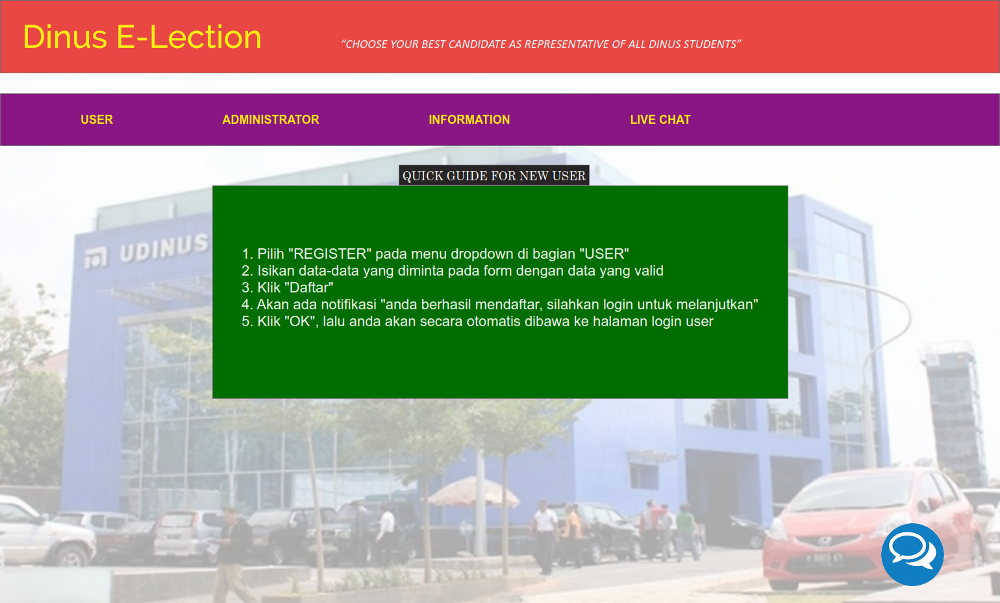 Dinus E-Lection
“CHOOSE YOUR BEST CANDIDATE AS REPRESENTATIVE OF ALL DINUS STUDENTS”
USER ADMINISTRATOR INFORMATION LIVE CHAT
QUICK GUIDE FOR NEW USER
UDINUS
1. Pilih "REGISTER" pada menu dropdown di bagian "USER"
2. Isikan data-data yang diminta pada form dengan data yang valid
3. Klik "Daftar"
4. Akan ada notifikasi "anda berhasil mendaftar, silahkan login untuk melanjutkan"
5. Klik "OK", lalu anda akan secara otomatis dibawa ke halaman login user